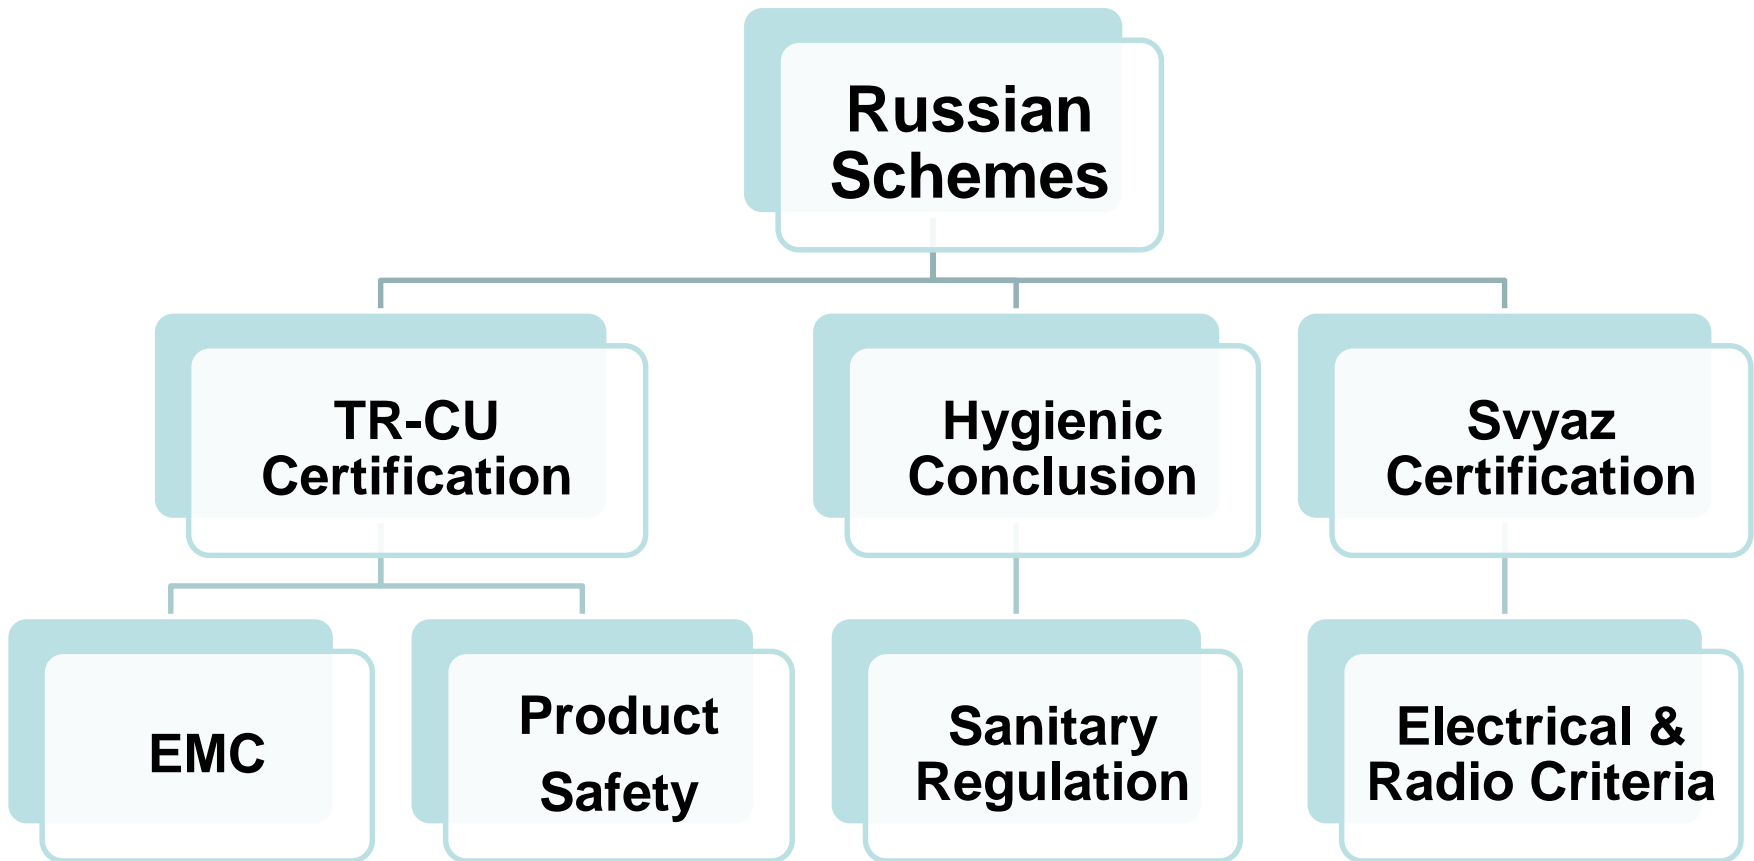 Russian
Schemes
TR-CU
Certification
Hygienic
Conclusion
Svyaz
Certification
EMC
Product
Safety
Sanitary
Regulation
Electrical &
Radio Criteria